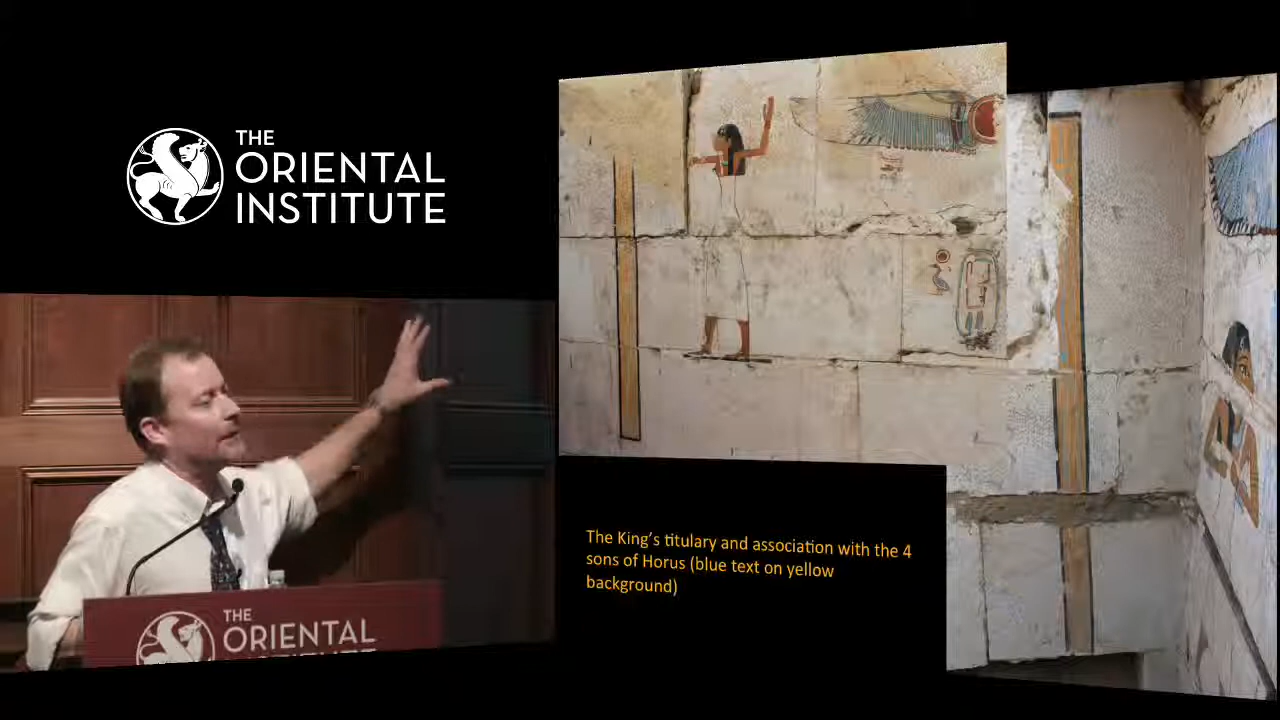 THE
ORIENTAL
INSTITUTE
THE
ORIENTAL
INSTITUTE
The King's titulary and association with the 4
sons of Horus (blue text on yellow
background)